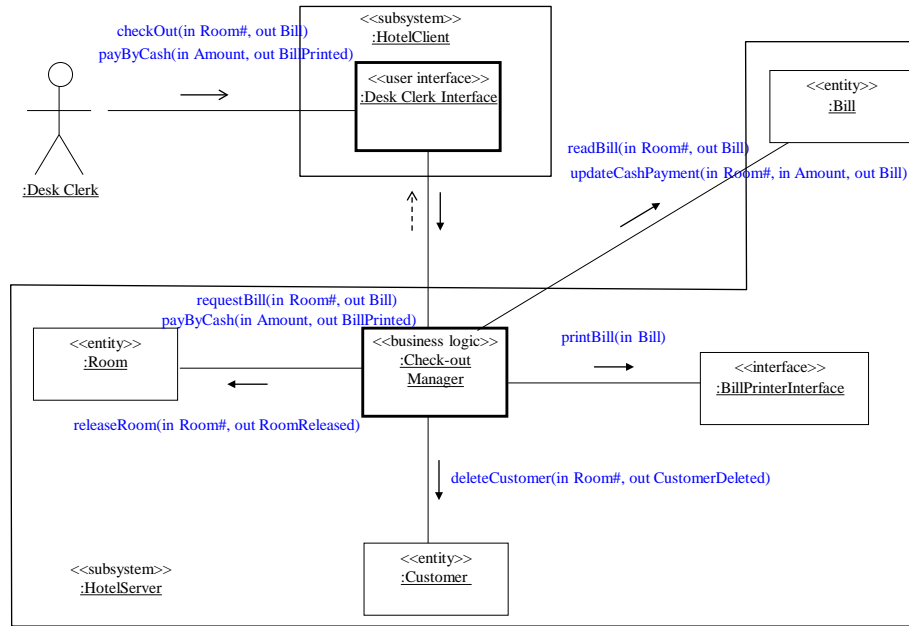 <<subsystem>>
:HotelClient
checkOut(in Room#, out Bill)
payByCash(in Amount, out BillPrinted)
<<user interface>>
:Desk Clerk Interface
<<entity>>
:Bill
:Desk Clerk
readBill(in Room#, out Bill)
updateCashPayment(in Room#, in Amount, out Bill)
requestBill(in Room#, out Bill)
payByCash(in Amount, out BillPrinted)
<<entity>>
:Room
<<business logic>>
:Check-out
Manager
printBill(in Bill)
<<interface>>
:BillPrinterInterface
releaseRoom(in Room#, out RoomReleased)
deleteCustomer(in Room#, out CustomerDeleted)
<<subsystem>>
:HotelServer
<<entity>>
:Customer